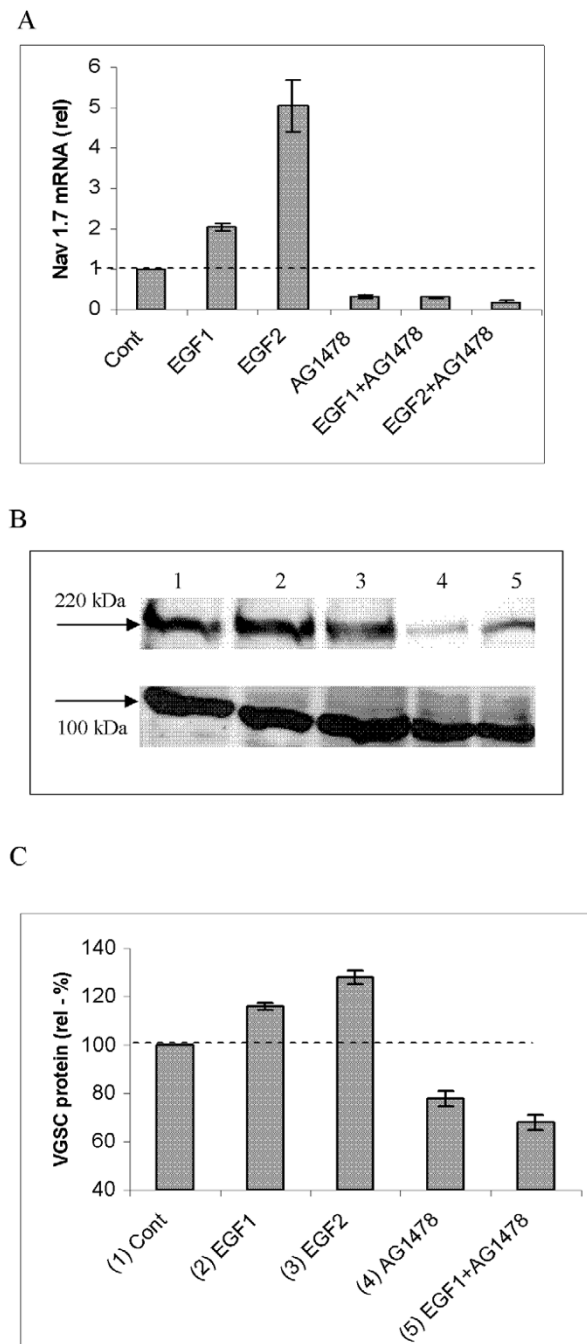 A
Nav 1.7 mRNA (rel)
6
5
4
3
2
1
0
Cont
EGF1
EGF2
AG1478
EGF1+AG1478
EGF2+AG1478
B
1 2 3 4 5
220 kDa
100 kDa
C
VGSC protein (rel - %)
140
120
100
80
60
40
(1) Cont
(2) EGF1
(3) EGF2
(4) AG1478
(5) EGF1+AG1478